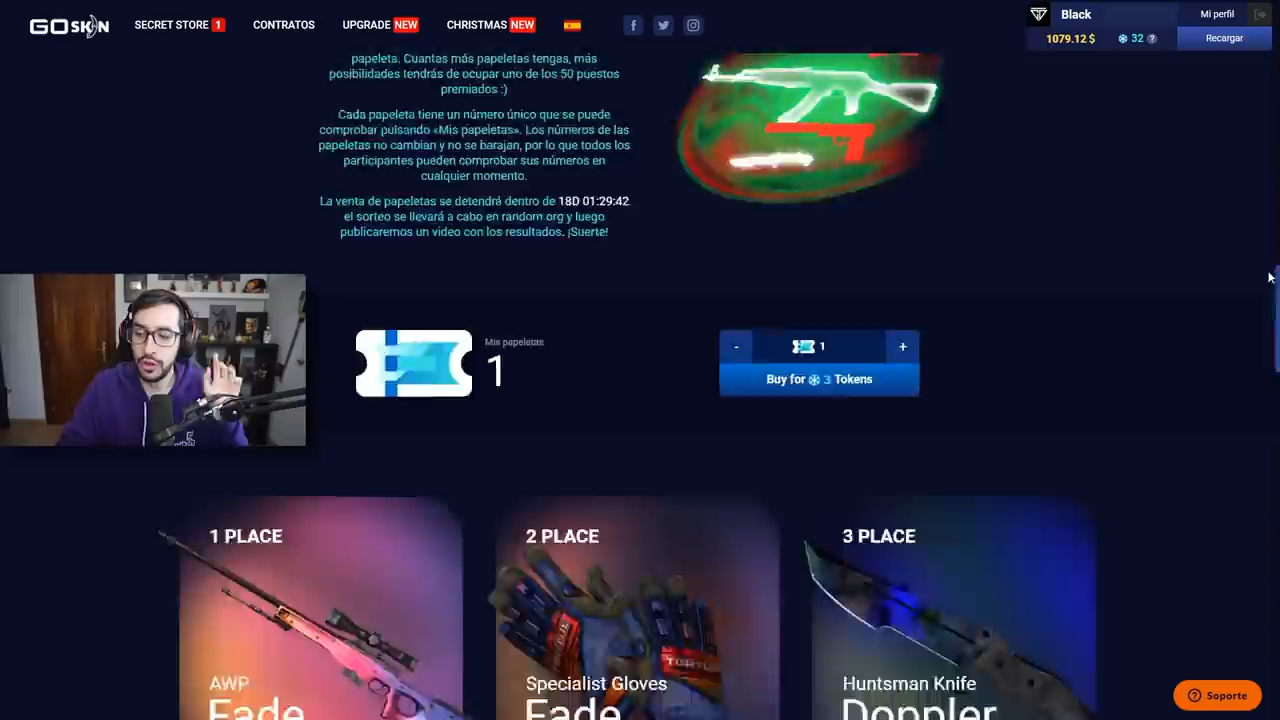 GOSKIN
SECRET STORE 1
CONTRATOS
UPGRADE NEW
CHRISTMAS NEW
Black
Mi perfil
1079.12 $
32 ?
Recargar
papeleta. Cuantas más papeletas tengas, más
posibilidades tendrás de ocupar uno de los 50 puestos
premiados :)
Cada papeleta tiene un número único que se puede
comprobar pulsando «Mis papeletas». Los números de las
papeletas no cambian y no se barajan, por lo que todos los
participantes pueden comprobar sus números en
cualquier momento.
La venta de papeletas se detendrá dentro de 18D 01:29:42
el sorteo se llevará a cabo en random org y luego
publicaremos un video con los resultados. ¡Suerte!
Mis papeletas
1
- 1 +
Buy for 3 Tokens
1 PLACE
2 PLACE
3 PLACE
AWP
Fade
Specialist Gloves
Fade
Huntsman Knife
Doppler
Soporte